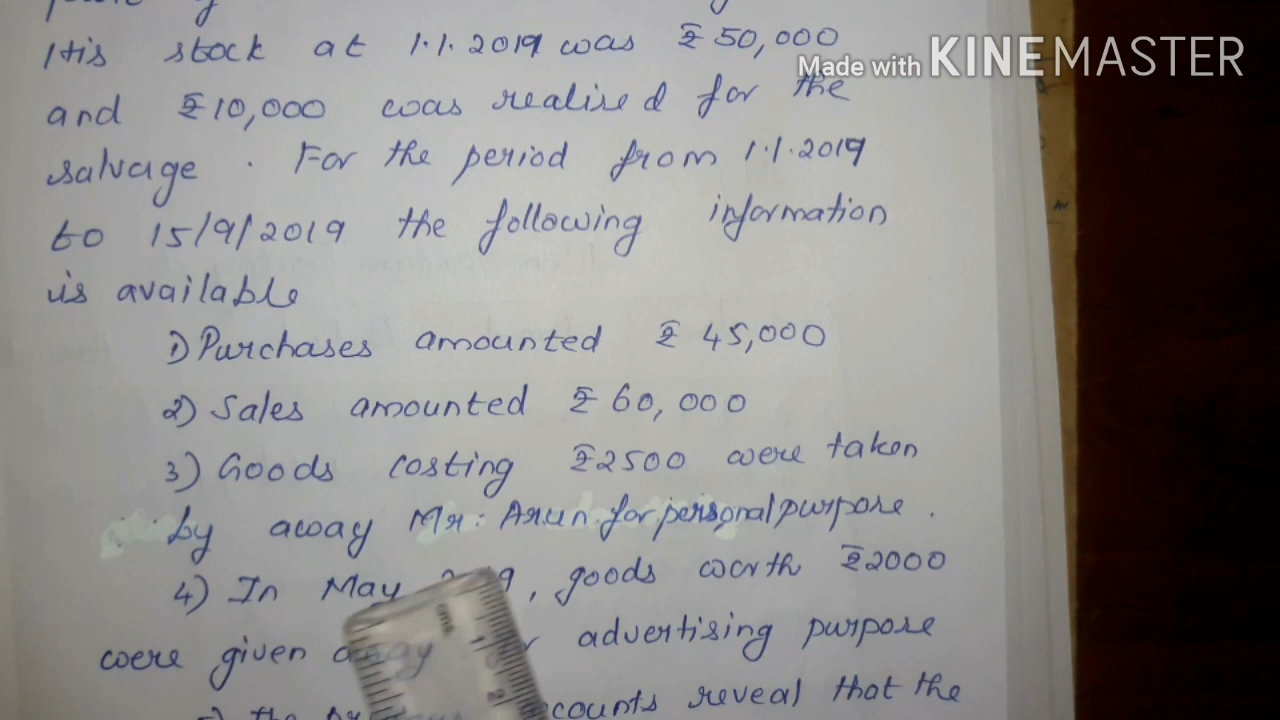 His stock at 1.1.2019 was ₹ 50,000
Made with KINEMASTER
and ₹10,000 was realised for the
salvage. For the period from 1.1.2019
to 15/9/2019 the following information
is available
1) Purchases amounted ₹ 45,000
2) Sales amounted ₹ 60,000
3) Goods costing ₹2500 were taken
by away Mr: Arun for personal purpose.
4) In May, goods worth ₹2000
were given away advertising purpose
the reveal that the